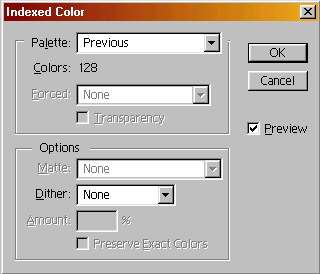 Indexed Color
Palette: Previous
Colors: 128
Forced: None
Transparency
OK
Cancel
Preview
Options
Matte: None
Dither: None
Amount: %
Preserve Exact Colors